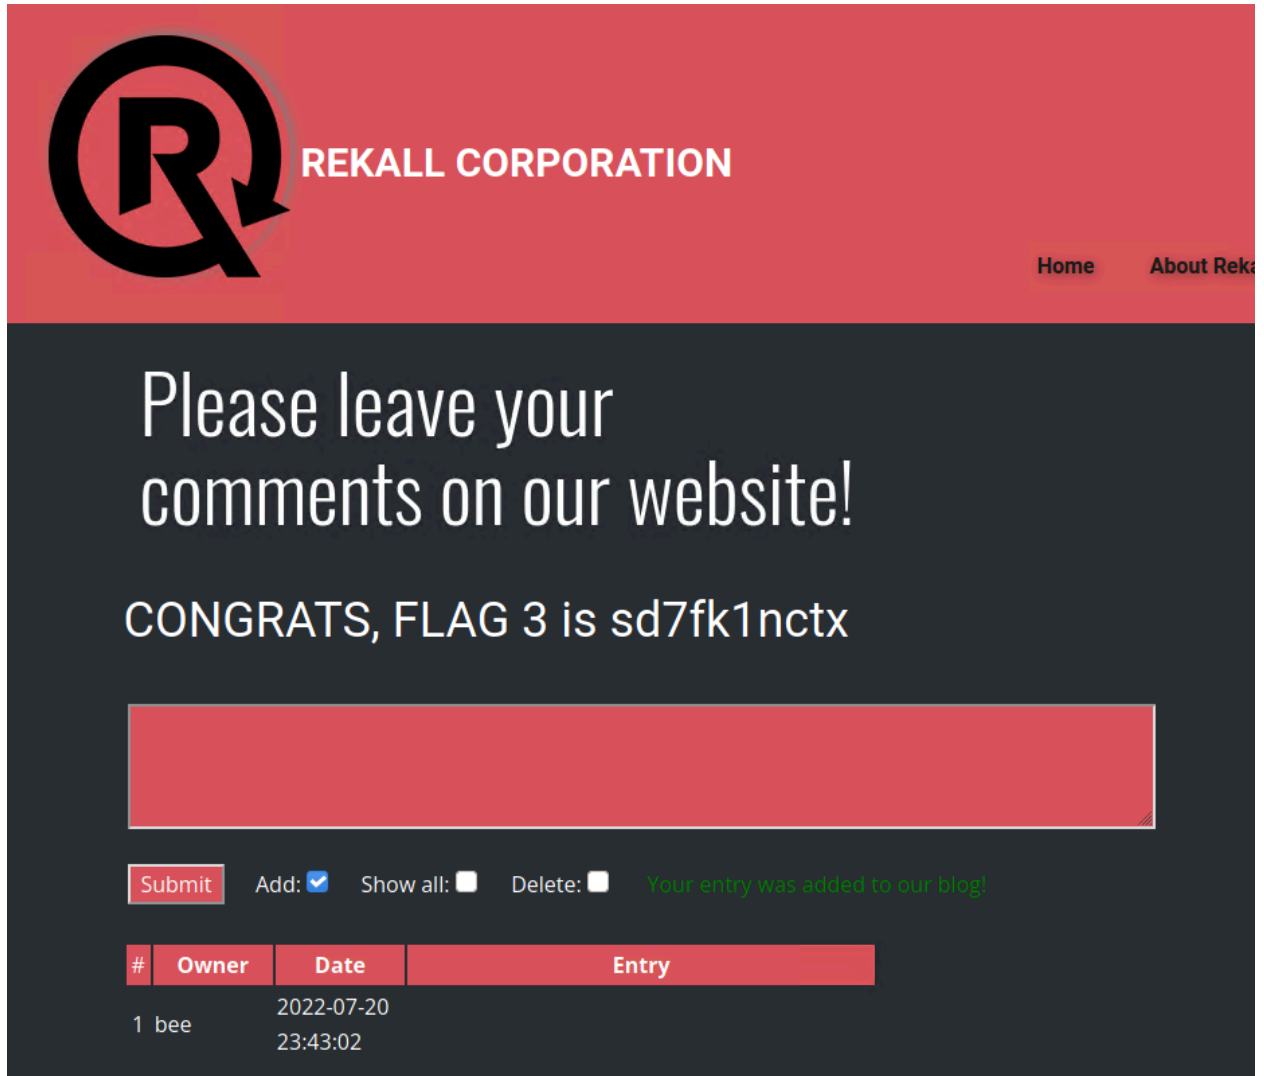 R
REKALL CORPORATION
Home About Reka
Please leave your
comments on our website!
CONGRATS, FLAG 3 is sd7fk1nctx
Submit Add: Show all: Delete: Your entry was added to our blog!
# Owner Date Entry
1 bee 2022-07-20
23:43:02